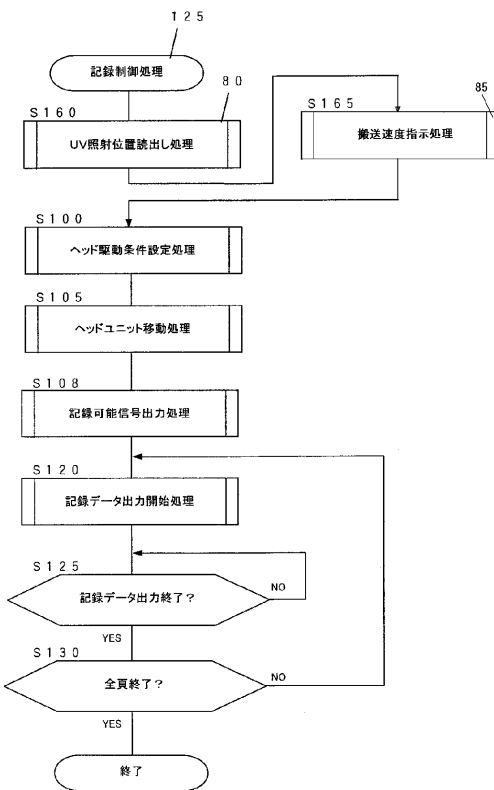 125
記録制御処理
80
S160
UV照射位置読出し処理
85
S165
搬送速度指示処理
S100
ヘッド駆動条件設定処理
S105
ヘッドユニット移動処理
S108
記録可能信号出力処理
S120
記録データ出力開始処理
S125
記録データ出力終了?
NO
YES
S130
全頁終了?
NO
YES
終了